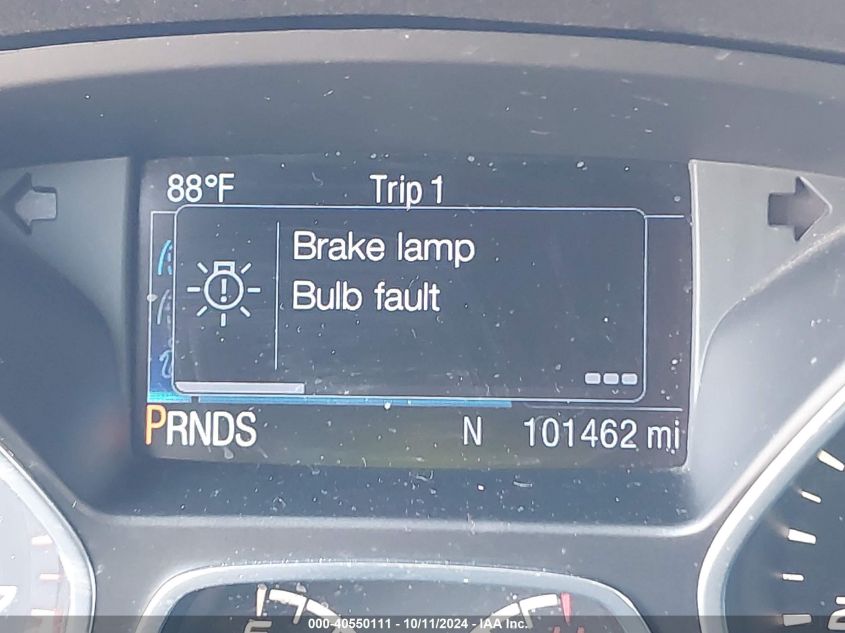 88°F Trip 1
Brake lamp
Bulb fault
PRNDS N 101462 mi
000-40550111 - 10/11/2024 - IAA Inc.